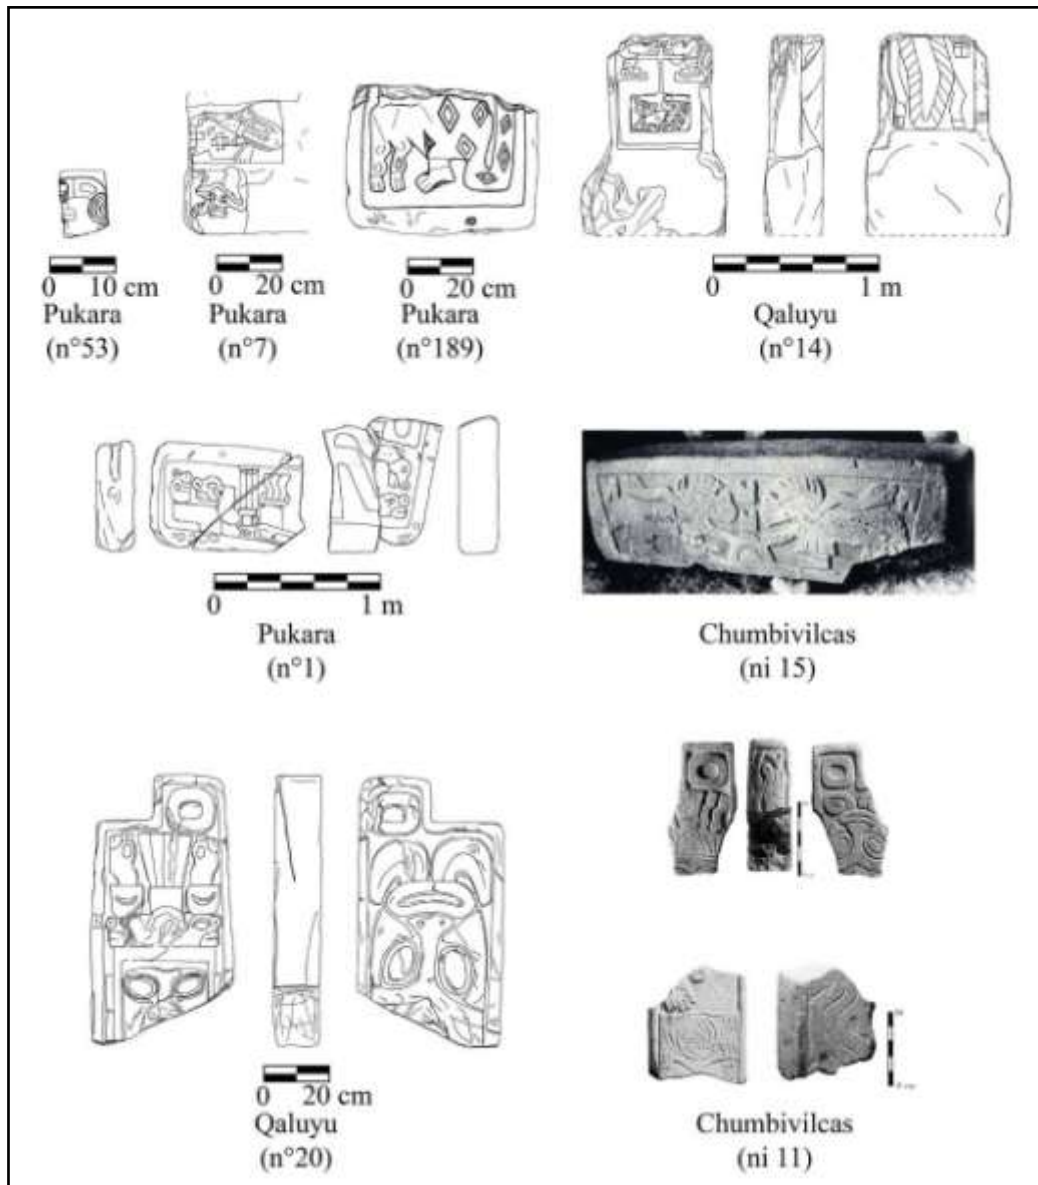 0 10 cm
Pukara
(n°53)
0 20 cm
Pukara
(n°7)
0 20 cm
Pukara
(n°189)
0 1 m
Qaluyu
(n°14)
0 1 m
Pukara
(n°1)
Chumbivilcas
(ni 15)
0 20 cm
Qaluyu
(n°20)
Chumbivilcas
(ni 11)